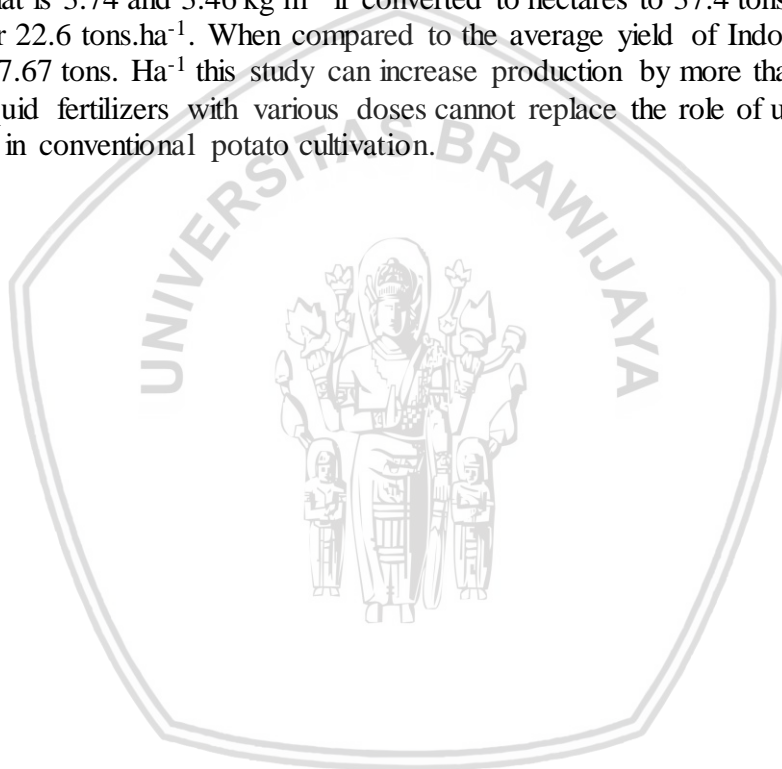 is 3.74 and 3.46 kg m⁻² if converted to hectares to 37.4 tons
22.6 tons.ha⁻¹. When compared to the average yield of Indo
7.67 tons. Ha⁻¹ this study can increase production by more tha
uid fertilizers with various doses cannot replace the role of u
in conventional potato cultivation.
UNIVERSITAS BRAWIJAYA